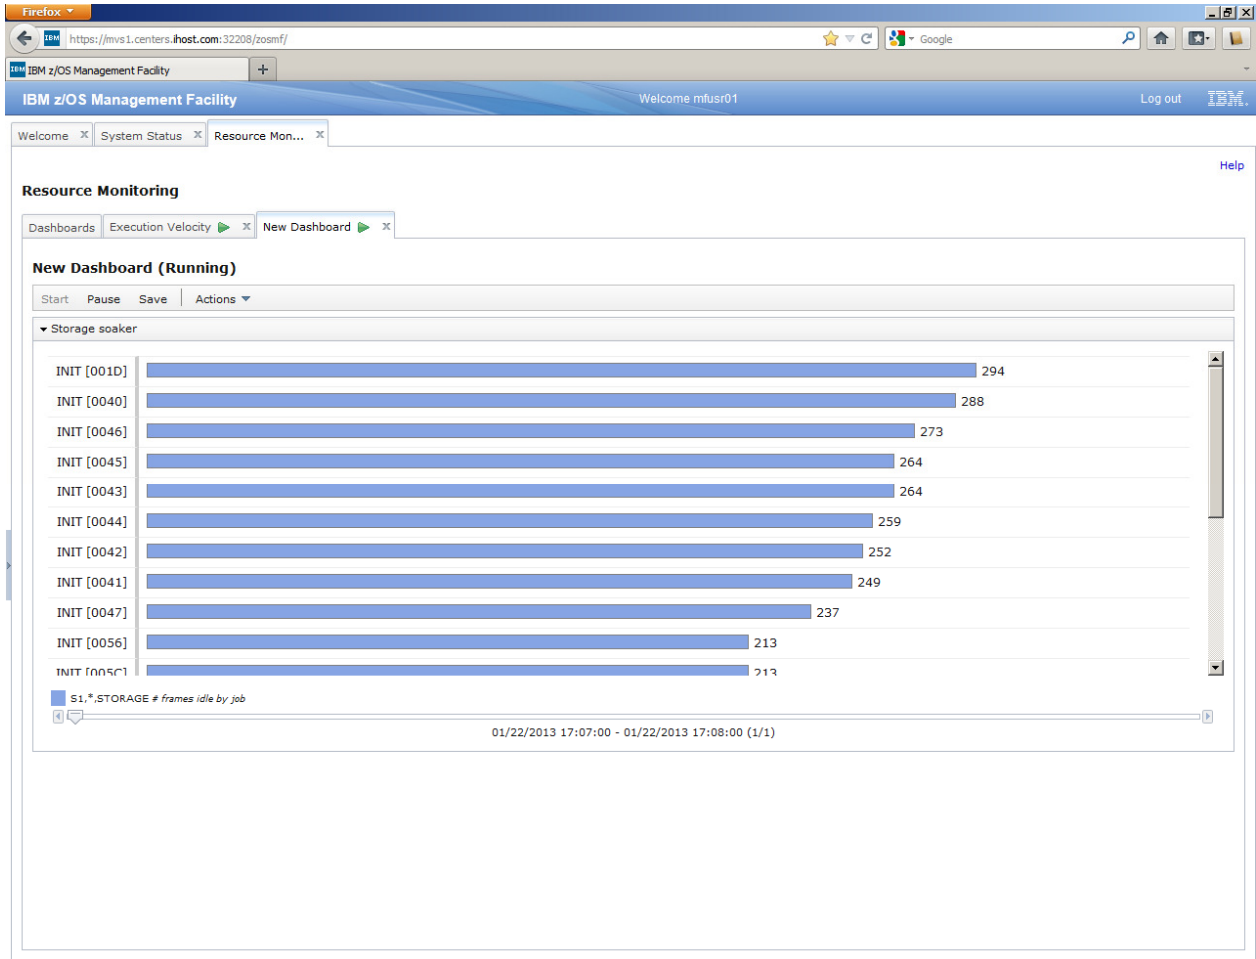 Firefox
IBM https://mvs1.centers.ihost.com:32208/zosmf/ Google
IBM IBM z/OS Management Facility +
IBM z/OS Management Facility Welcome mfusr01 Log out IBM.
Welcome X System Status X Resource Mon... X
Help
Resource Monitoring
Dashboards Execution Velocity X New Dashboard X
New Dashboard (Running)
Start Pause Save Actions
Storage soaker
INIT [001D] 294
INIT [0040] 288
INIT [0046] 273
INIT [0045] 264
INIT [0043] 264
INIT [0044] 259
INIT [0042] 252
INIT [0041] 249
INIT [0047] 237
INIT [0056] 213
INIT [005C] 213
S1,*,STORAGE # frames idle by job
01/22/2013 17:07:00 - 01/22/2013 17:08:00 (1/1)